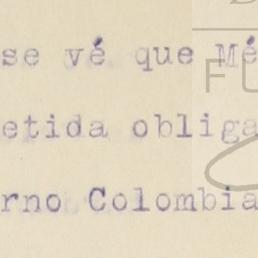 se vé que Mé
etida obliga
rno Colombia